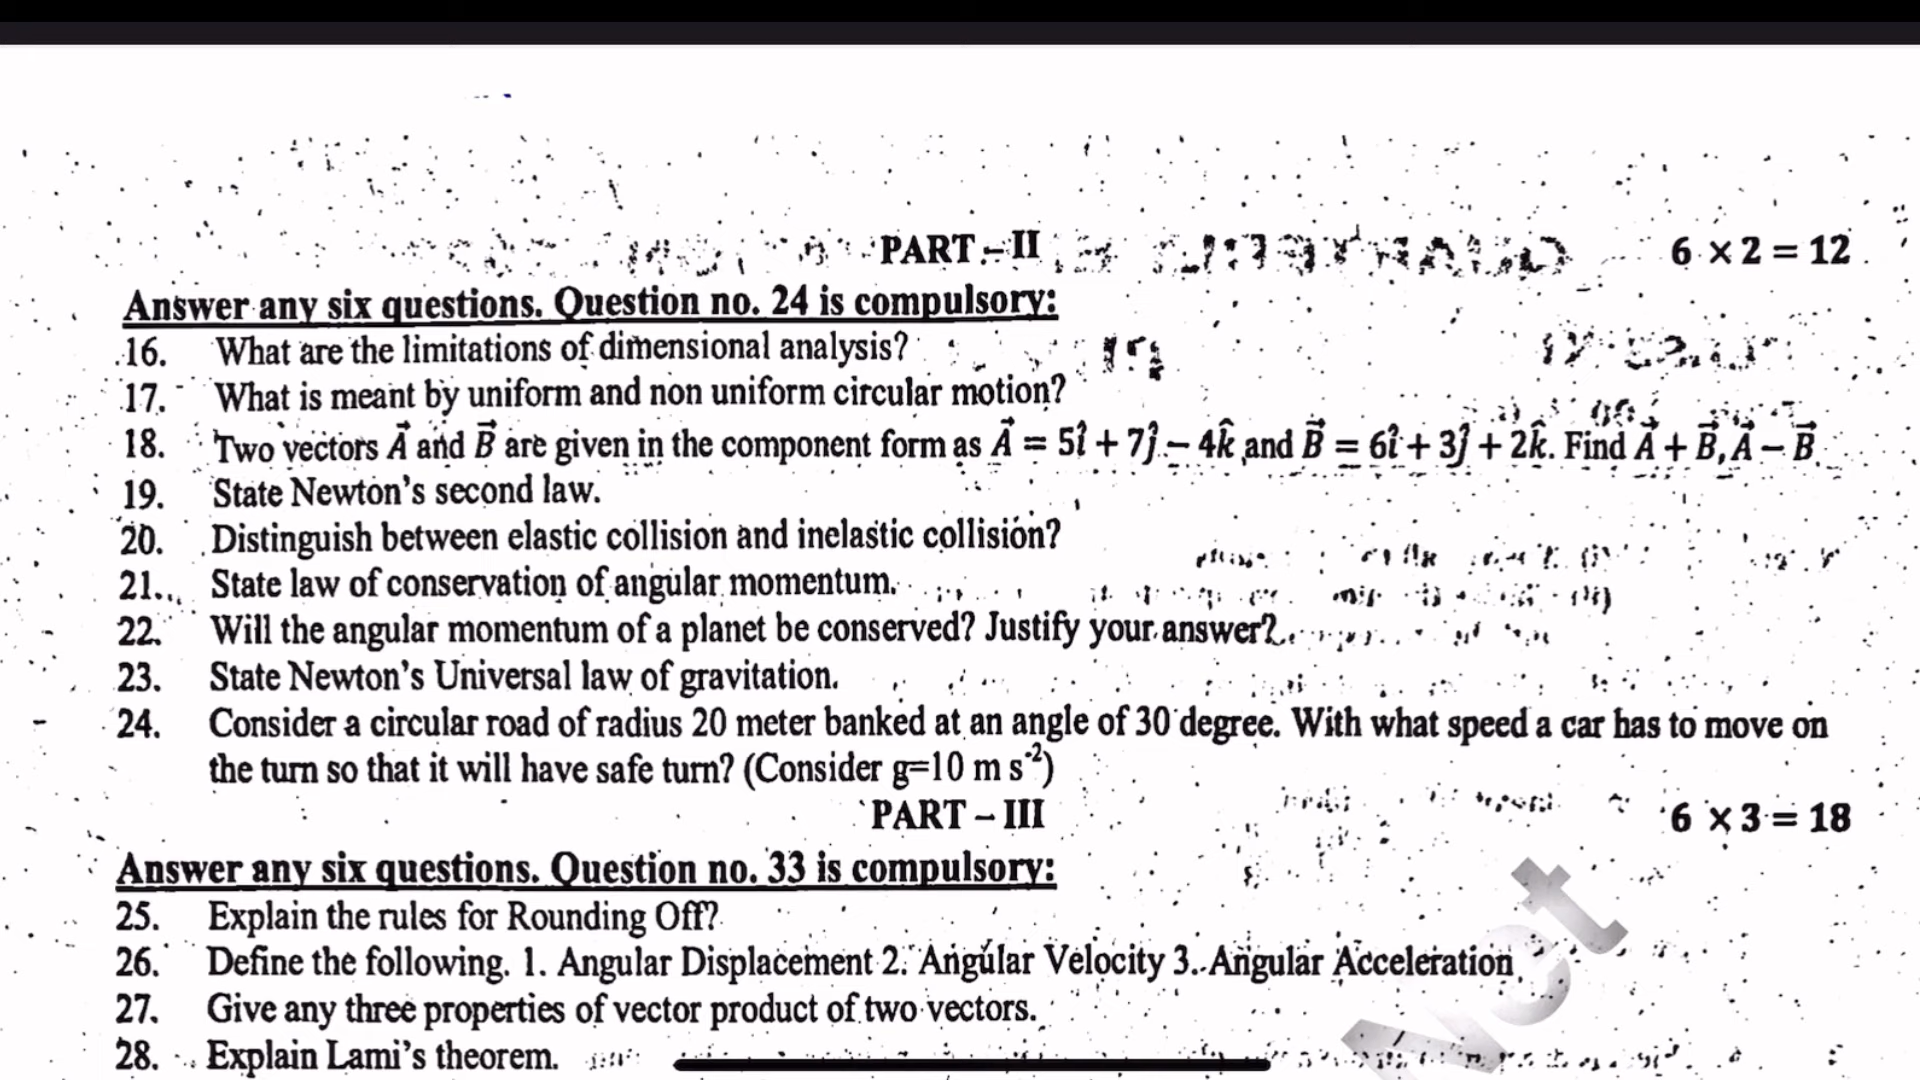 PART - II 6 × 2 = 12
Answer any six questions. Question no. 24 is compulsory:
16. What are the limitations of dimensional analysis?
17. What is meant by uniform and non uniform circular motion?
18. Two vectors A⃗ and B⃗ are given in the component form as A⃗ = 5î + 7ĵ − 4k̂ and B⃗ = 6î + 3ĵ + 2k̂. Find A⃗ + B⃗, A⃗ − B⃗
19. State Newton's second law.
20. Distinguish between elastic collision and inelastic collision?
21. State law of conservation of angular momentum.
22. Will the angular momentum of a planet be conserved? Justify your answer?
23. State Newton's Universal law of gravitation.
24. Consider a circular road of radius 20 meter banked at an angle of 30 degree. With what speed a car has to move on
the turn so that it will have safe turn? (Consider g=10 m s⁻²)
PART – III 6 × 3 = 18
Answer any six questions. Question no. 33 is compulsory:
25. Explain the rules for Rounding Off?
26. Define the following. 1. Angular Displacement 2. Angular Velocity 3. Angular Acceleration
27. Give any three properties of vector product of two vectors.
28. Explain Lami's theorem.